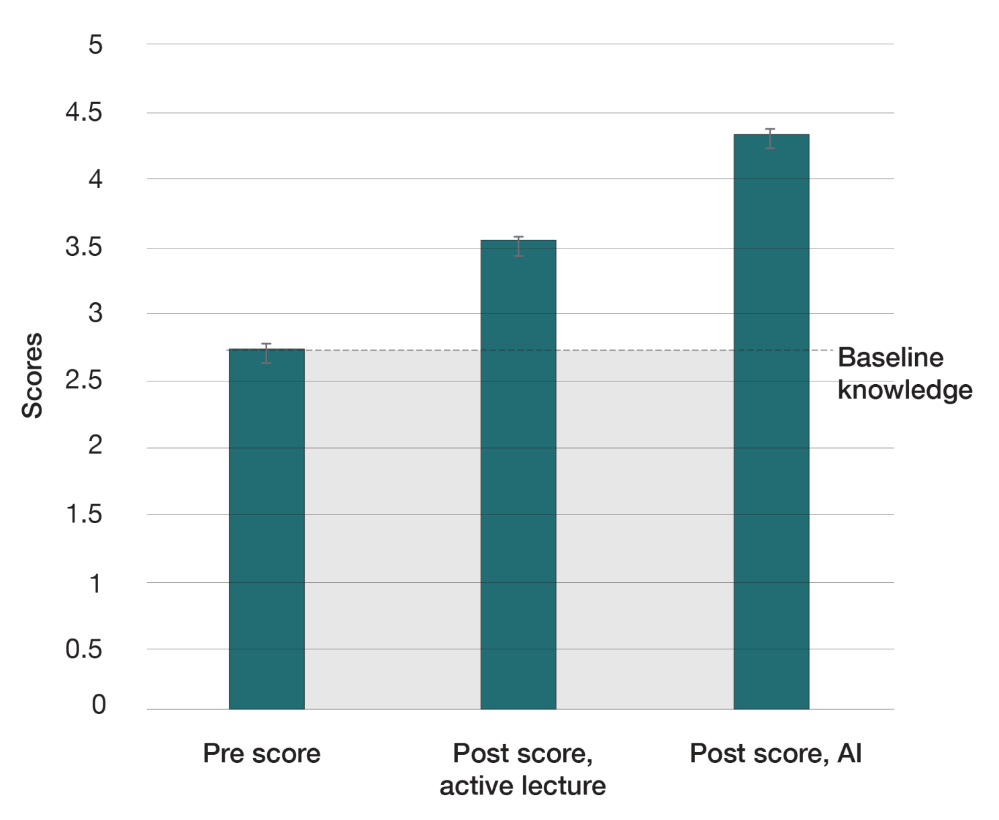 5
4.5
4
3.5
3
2.5
2
1.5
1
0.5
0
Scores
Baseline
knowledge
Pre score
Post score,
active lecture
Post score, AI